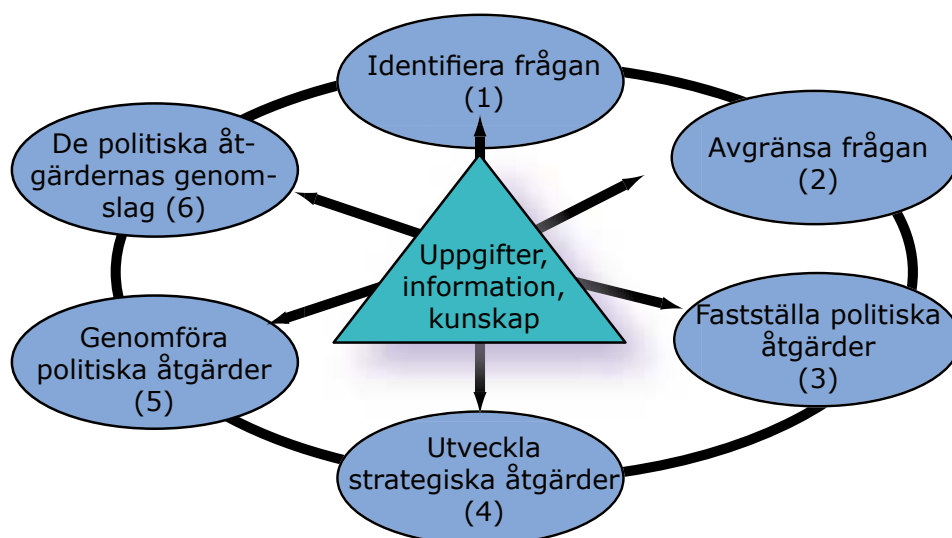 Identifiera frågan
(1)
Avgränsa frågan
(2)
Fastställa politiska
åtgärder
(3)
Utveckla
strategiska åtgärder
(4)
Genomföra
politiska åtgärder
(5)
De politiska åt-
gärdernas genom-
slag (6)
Uppgifter,
information,
kunskap